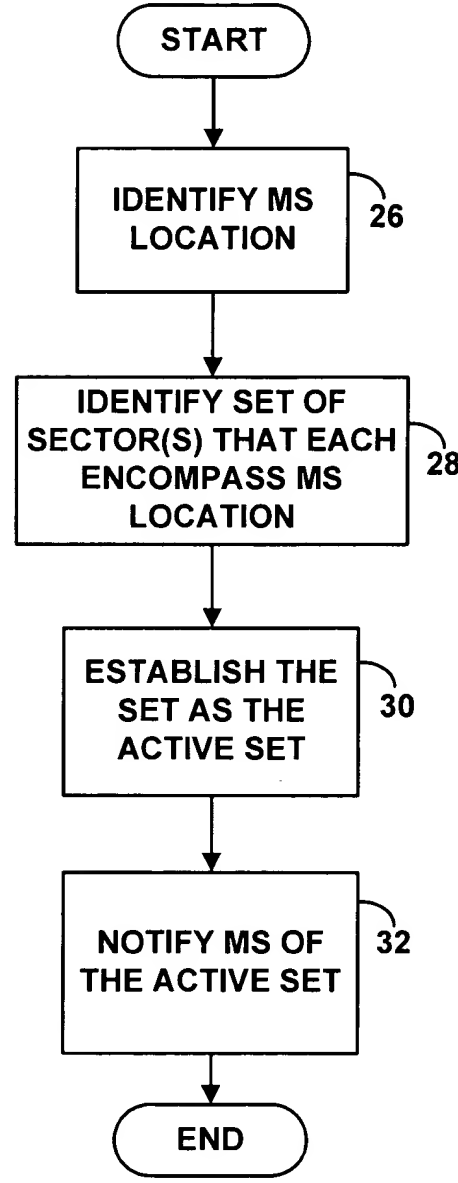 START
IDENTIFY MS
LOCATION
26
IDENTIFY SET OF
SECTOR(S) THAT EACH
ENCOMPASS MS
LOCATION
28
ESTABLISH THE
SET AS THE
ACTIVE SET
30
NOTIFY MS OF
THE ACTIVE SET
32
END